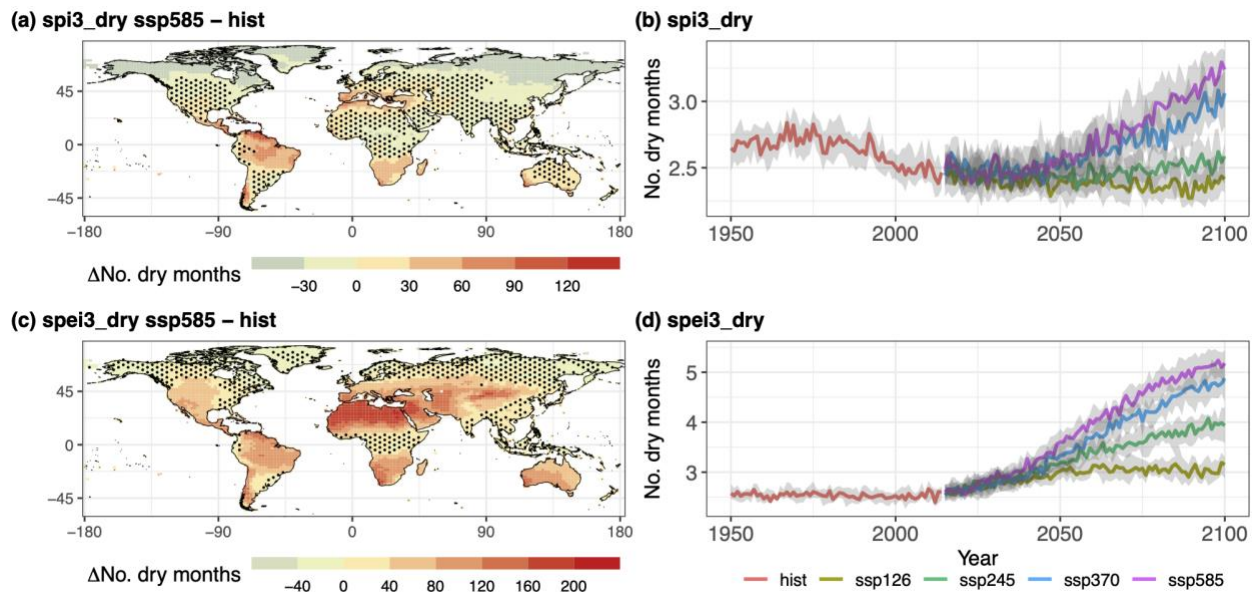 (a) spi3_dry ssp585 – hist
45
0
−45
−180 −90 0 90 180
ΔNo. dry months
−30 0 30 60 90 120
(b) spi3_dry
No. dry months
3.0
2.5
1950 2000 2050 2100
(c) spei3_dry ssp585 – hist
45
0
−45
−180 −90 0 90 180
ΔNo. dry months
−40 0 40 80 120 160 200
(d) spei3_dry
No. dry months
5
4
3
1950 2000 2050 2100
Year
hist ssp126 ssp245 ssp370 ssp585